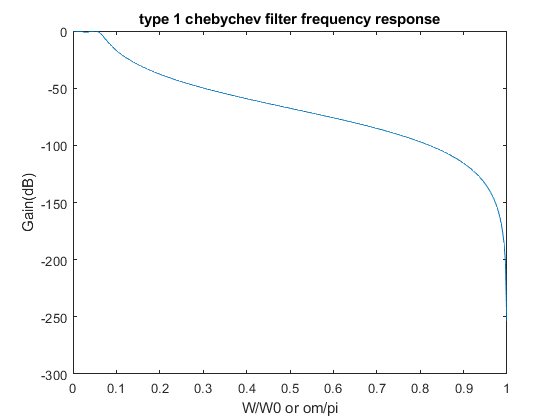 type 1 chebychev filter frequency response
Gain(dB)
0
-50
-100
-150
-200
-250
-300
0 0.1 0.2 0.3 0.4 0.5 0.6 0.7 0.8 0.9 1
W/W0 or om/pi